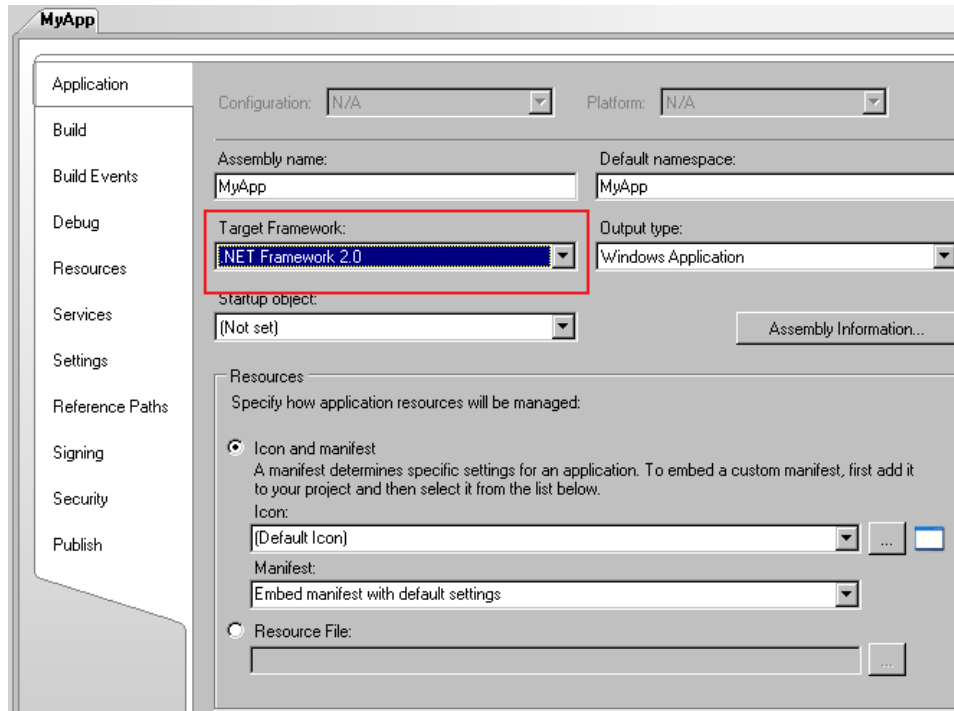 MyApp
Application
Build
Build Events
Debug
Resources
Services
Settings
Reference Paths
Signing
Security
Publish
Configuration: N/A Platform: N/A
Assembly name: Default namespace:
MyApp MyApp
Target Framework: Output type:
.NET Framework 2.0 Windows Application
Startup object:
(Not set) Assembly Information...
Resources
Specify how application resources will be managed:
Icon and manifest
A manifest determines specific settings for an application. To embed a custom manifest, first add it
to your project and then select it from the list below.
Icon:
(Default Icon) ...
Manifest:
Embed manifest with default settings
Resource File:
...